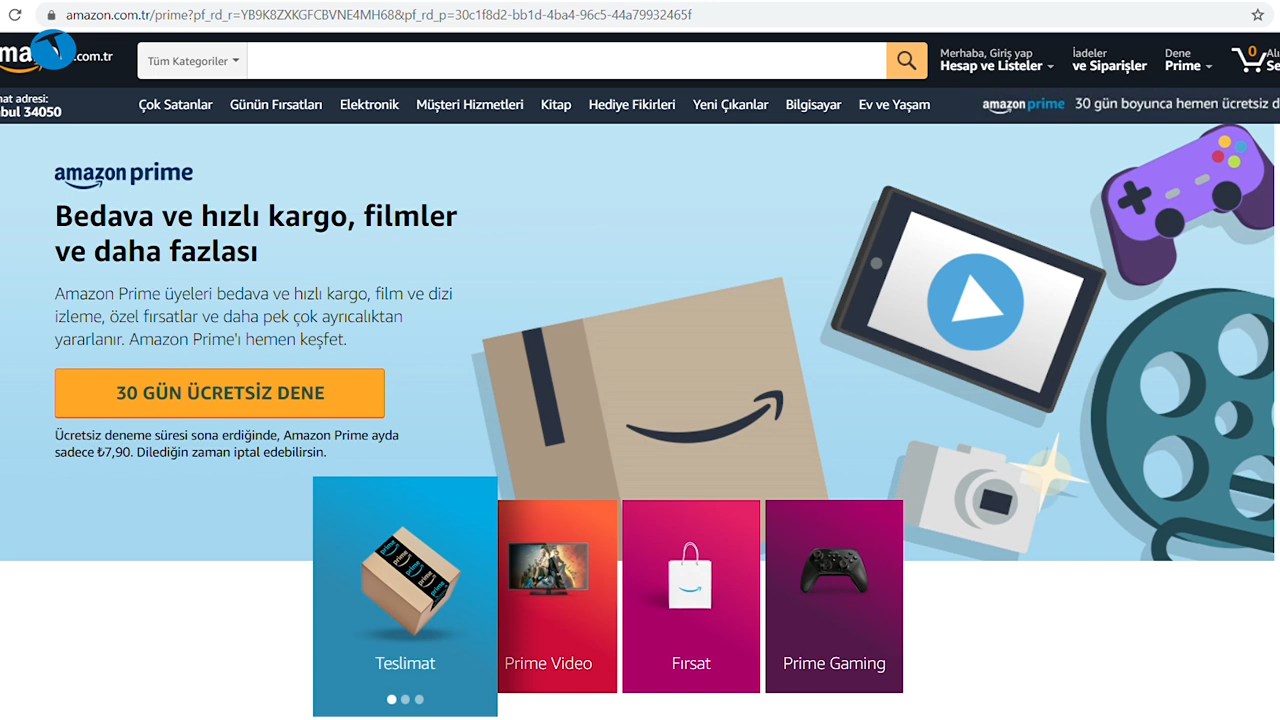 amazon.com.tr/prime?pf_rd_r=YB9K8ZXKGFCBVNE4MH68&pf_rd_p=30c1f8d2-bb1d-4ba4-96c5-44a79932465f
.com.tr
Tüm Kategoriler
Merhaba, Giriş yap
Hesap ve Listeler
İadeler
ve Siparişler
Dene
Prime
0
adresi:
34050
Çok Satanlar Günün Fırsatları Elektronik Müşteri Hizmetleri Kitap Hediye Fikirleri Yeni Çıkanlar Bilgisayar Ev ve Yaşam
amazon prime 30 gün boyunca hemen ücretsiz
amazon prime
Bedava ve hızlı kargo, filmler
ve daha fazlası
Amazon Prime üyeleri bedava ve hızlı kargo, film ve dizi
izleme, özel fırsatlar ve daha pek çok ayrıcalıktan
yararlanır. Amazon Prime'ı hemen keşfet.
30 GÜN ÜCRETSİZ DENE
Ücretsiz deneme süresi sona erdiğinde, Amazon Prime ayda
sadece ₺7,90. Dilediğin zaman iptal edebilirsin.
prime
prime
prime
prime
prime
Teslimat
Prime Video
Fırsat
Prime Gaming